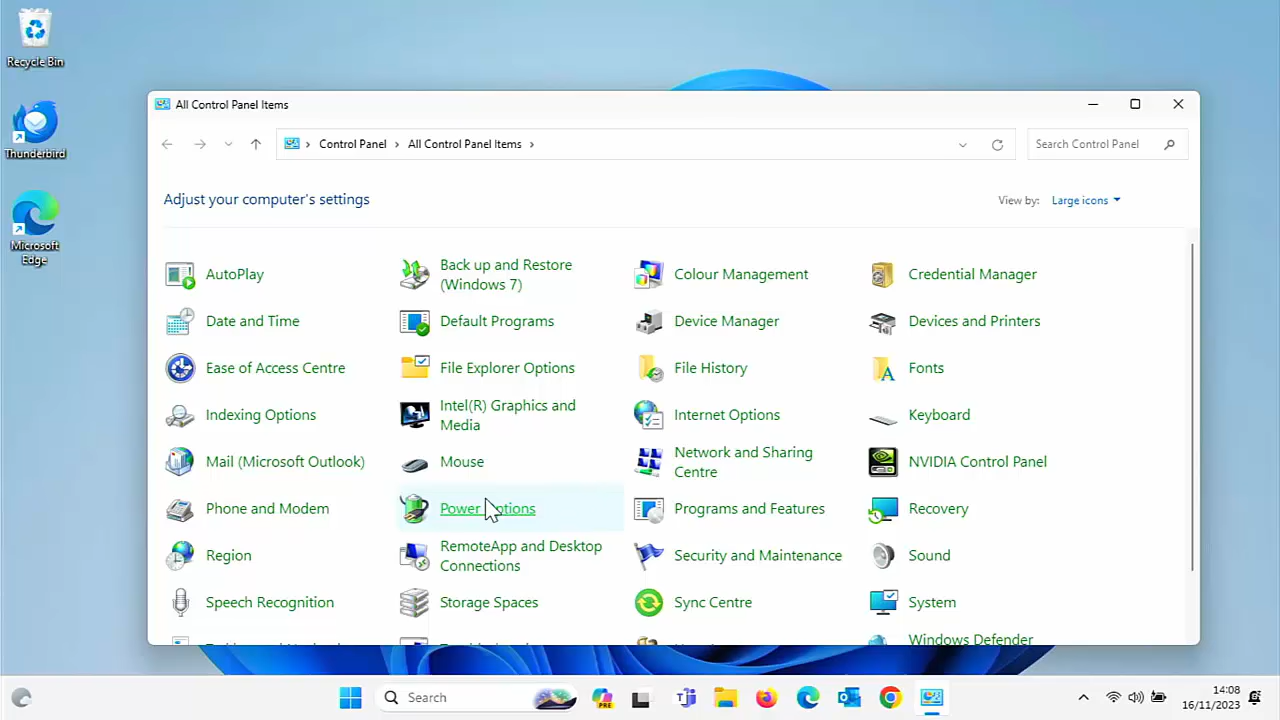 Recycle Bin
Thunderbird
Microsoft
Edge
All Control Panel Items
Control Panel > All Control Panel Items >
Search Control Panel
Adjust your computer's settings
View by: Large icons
AutoPlay
Back up and Restore
(Windows 7)
Colour Management
Credential Manager
Date and Time
Default Programs
Device Manager
Devices and Printers
Ease of Access Centre
File Explorer Options
File History
Fonts
Indexing Options
Intel(R) Graphics and
Media
Internet Options
Keyboard
Mail (Microsoft Outlook)
Mouse
Network and Sharing
Centre
NVIDIA Control Panel
Phone and Modem
Power Options
Programs and Features
Recovery
Region
RemoteApp and Desktop
Connections
Security and Maintenance
Sound
Speech Recognition
Storage Spaces
Sync Centre
System
Windows Defender
Search
PRE
14:08
16/11/2023